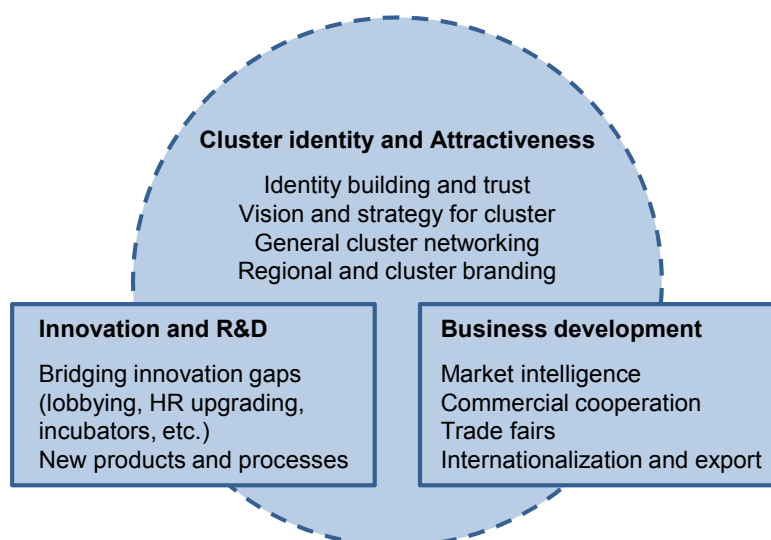 Cluster identity and Attractiveness
Identity building and trust
Vision and strategy for cluster
General cluster networking
Regional and cluster branding
Innovation and R&D
Bridging innovation gaps
(lobbying, HR upgrading,
incubators, etc.)
New products and processes
Business development
Market intelligence
Commercial cooperation
Trade fairs
Internationalization and export